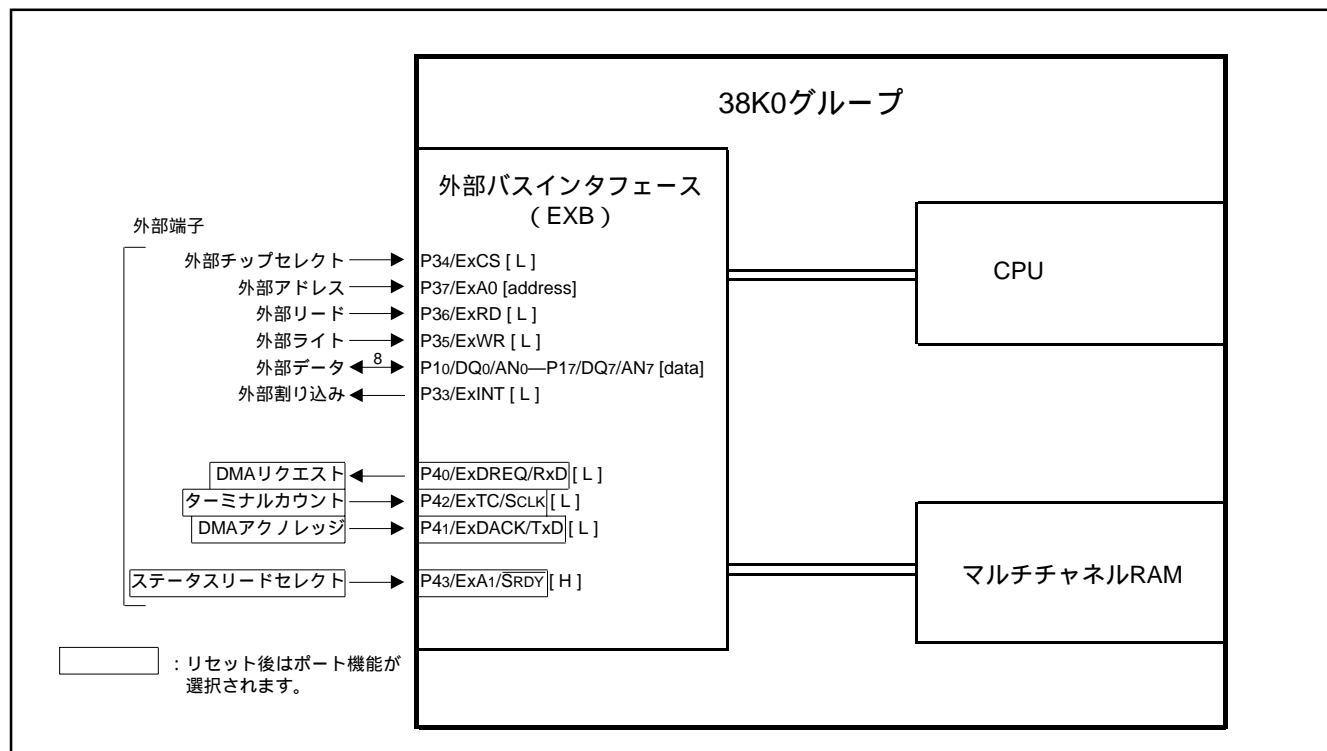 38K0グループ
外部バスインタフェース
（EXB）
外部端子
外部チップセレクト P34/ExCS [ L ]
外部アドレス P37/ExA0 [address]
外部リード P36/ExRD [ L ]
外部ライト P35/ExWR [ L ]
外部データ 8 P10/DQ0/AN0—P17/DQ7/AN7 [data]
外部割り込み P33/ExINT [ L ]
DMAリクエスト P40/ExDREQ/RxD [ L ]
ターミナルカウント P42/ExTC/SCLK [ L ]
DMAアクノレッジ P41/ExDACK/TxD [ L ]
ステータスリードセレクト P43/ExA1/SRDY [ H ]
CPU
マルチチャネルRAM
：リセット後はポート機能が
選択されます。